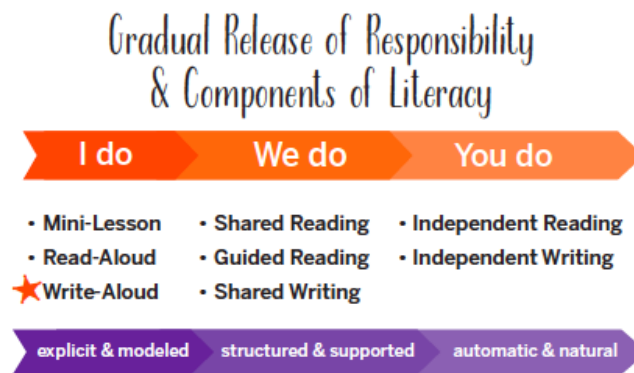 Gradual Release of Responsibility
& Components of Literacy
I do We do You do
• Mini-Lesson • Shared Reading • Independent Reading
• Read-Aloud • Guided Reading • Independent Writing
Write-Aloud • Shared Writing
explicit & modeled structured & supported automatic & natural